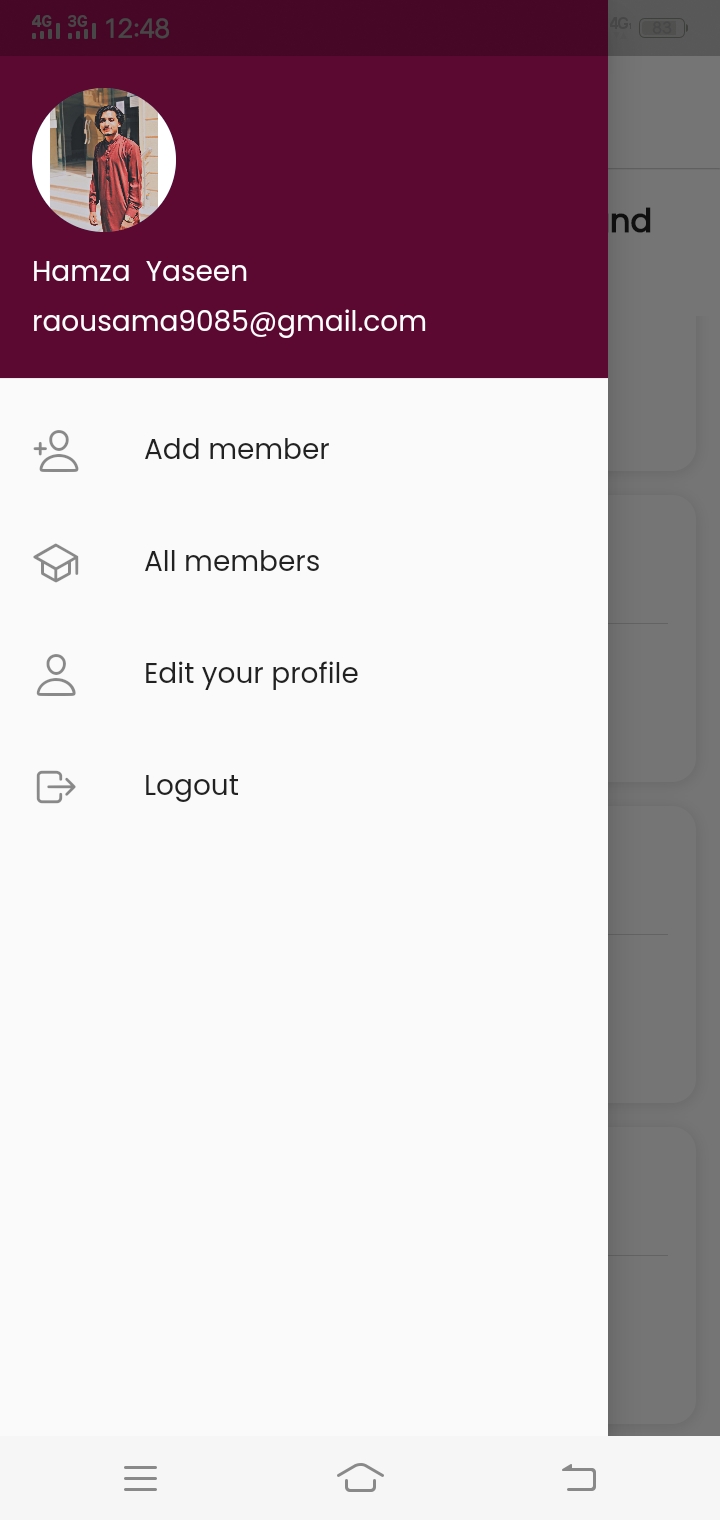 4G 3G 12:48 4G 83
nd
Hamza Yaseen
raousama9085@gmail.com
Add member
All members
Edit your profile
Logout